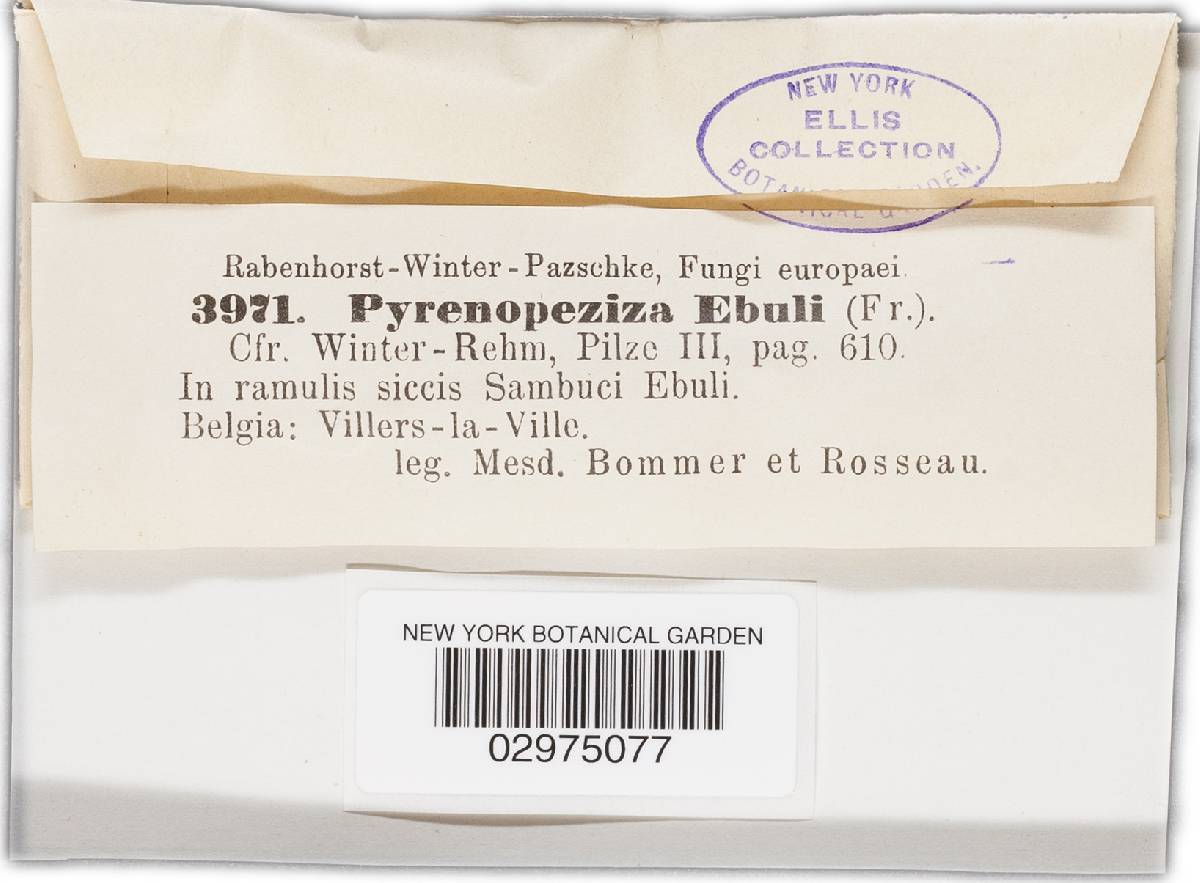 NEW YORK
ELLIS
COLLECTION
BOTANICAL GARDEN.
Rabenhorst-Winter-Pazschke, Fungi europaei.
3971. Pyrenopeziza Ebuli (Fr.).
Cfr. Winter-Rehm, Pilze III, pag. 610.
In ramulis siccis Sambuci Ebuli.
Belgia: Villers-la-Ville.
leg. Mesd. Bommer et Rosseau.
NEW YORK BOTANICAL GARDEN
02975077